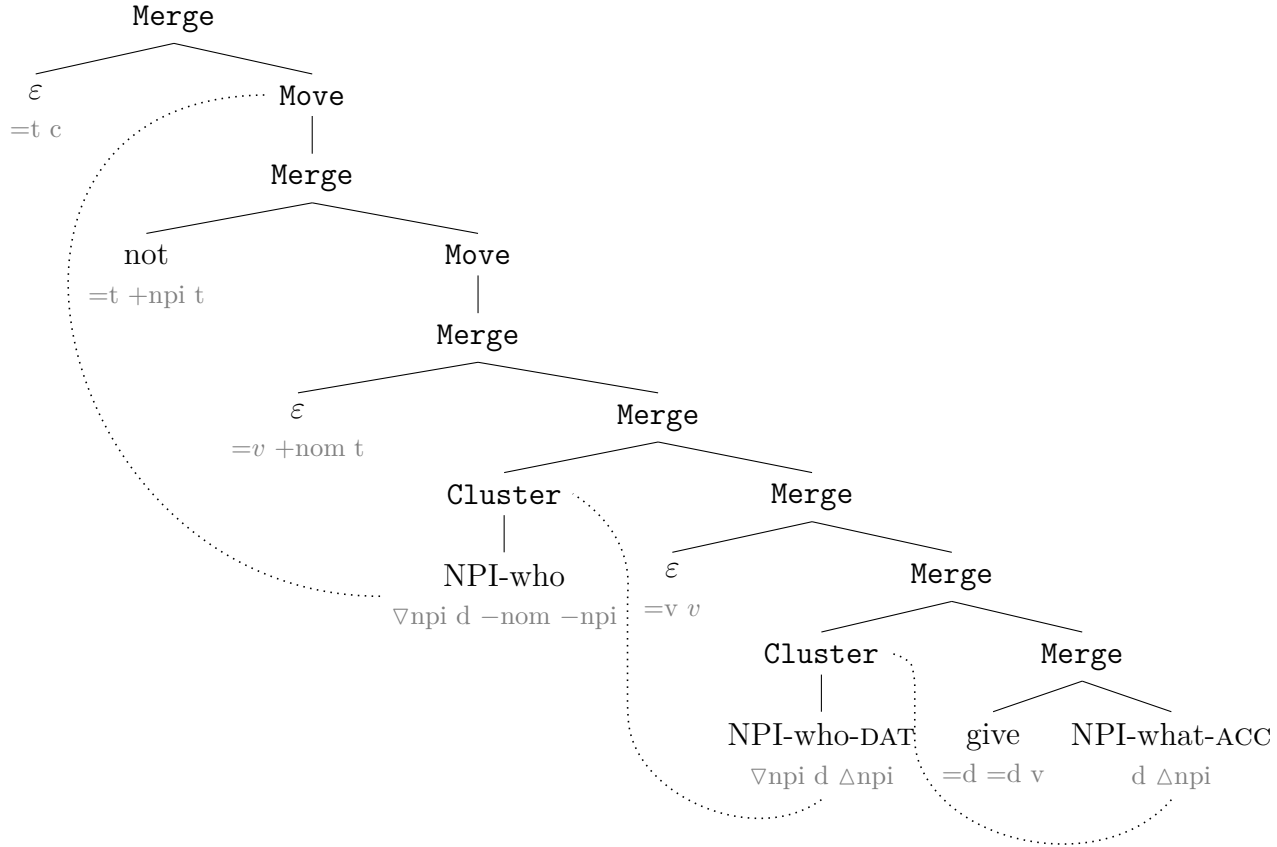 Merge
ε
Move
=t c
Merge
not
Move
=t +npi t
Merge
ε
Merge
=v +nom t
Cluster
Merge
NPI-who
ε
Merge
▽npi d −nom −npi
=v v
Cluster
Merge
NPI-who-DAT
give
NPI-what-ACC
▽npi d △npi
=d =d v
d △npi